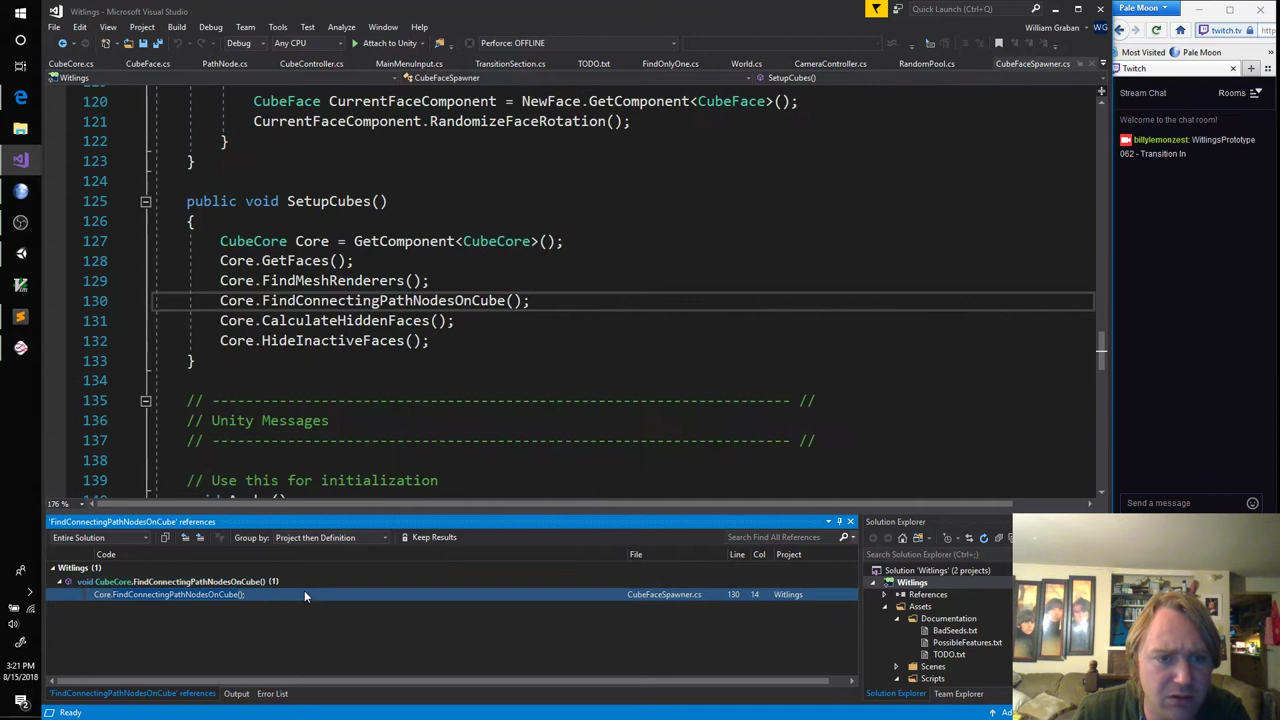 Witlings - Microsoft Visual Studio
Quick Launch (Ctrl+Q)
File Edit View Project Build Debug Team Tools Test Analyze Window Help
William Graban WG
Debug Any CPU Attach to Unity Perforce: OFFLINE
CubeCore.cs CubeFace.cs PathNode.cs CubeController.cs MainMenuInput.cs TransitionSection.cs TODO.txt FindOnlyOne.cs World.cs CameraController.cs RandomPool.cs CubeFaceSpawner.cs
Witlings CubeFaceSpawner SetupCubes()
120 CubeFace CurrentFaceComponent = NewFace.GetComponent<CubeFace>();
121 CurrentFaceComponent.RandomizeFaceRotation();
122 }
123 }
124
125 public void SetupCubes()
126 {
127 CubeCore Core = GetComponent<CubeCore>();
128 Core.GetFaces();
129 Core.FindMeshRenderers();
130 Core.FindConnectingPathNodesOnCube();
131 Core.CalculateHiddenFaces();
132 Core.HideInactiveFaces();
133 }
134
135 // -------------------------------------------------------------------- //
136 // Unity Messages
137 // -------------------------------------------------------------------- //
138
139 // Use this for initialization
176 %
'FindConnectingPathNodesOnCube' references
Entire Solution Group by: Project then Definition Keep Results Search Find All References
Code File Line Col Project
Witlings (1)
void CubeCore.FindConnectingPathNodesOnCube() (1)
Core.FindConnectingPathNodesOnCube(); CubeFaceSpawner.cs 130 14 Witlings
'FindConnectingPathNodesOnCube' references Output Error List
Ready
Solution Explorer
Search Solution Explorer (Ctrl+;)
Solution 'Witlings' (2 projects)
Witlings
References
Assets
Documentation
BadSeeds.txt
PossibleFeatures.txt
TODO.txt
Scenes
Scripts
Solution Explorer Team Explorer
3:21 PM
8/15/2018
2
Pale Moon
twitch.tv
Most Visited Pale Moon
Twitch
Stream Chat Rooms
Welcome to the chat room!
billylemonzest: WitlingsPrototype
062 - Transition In
Send a message